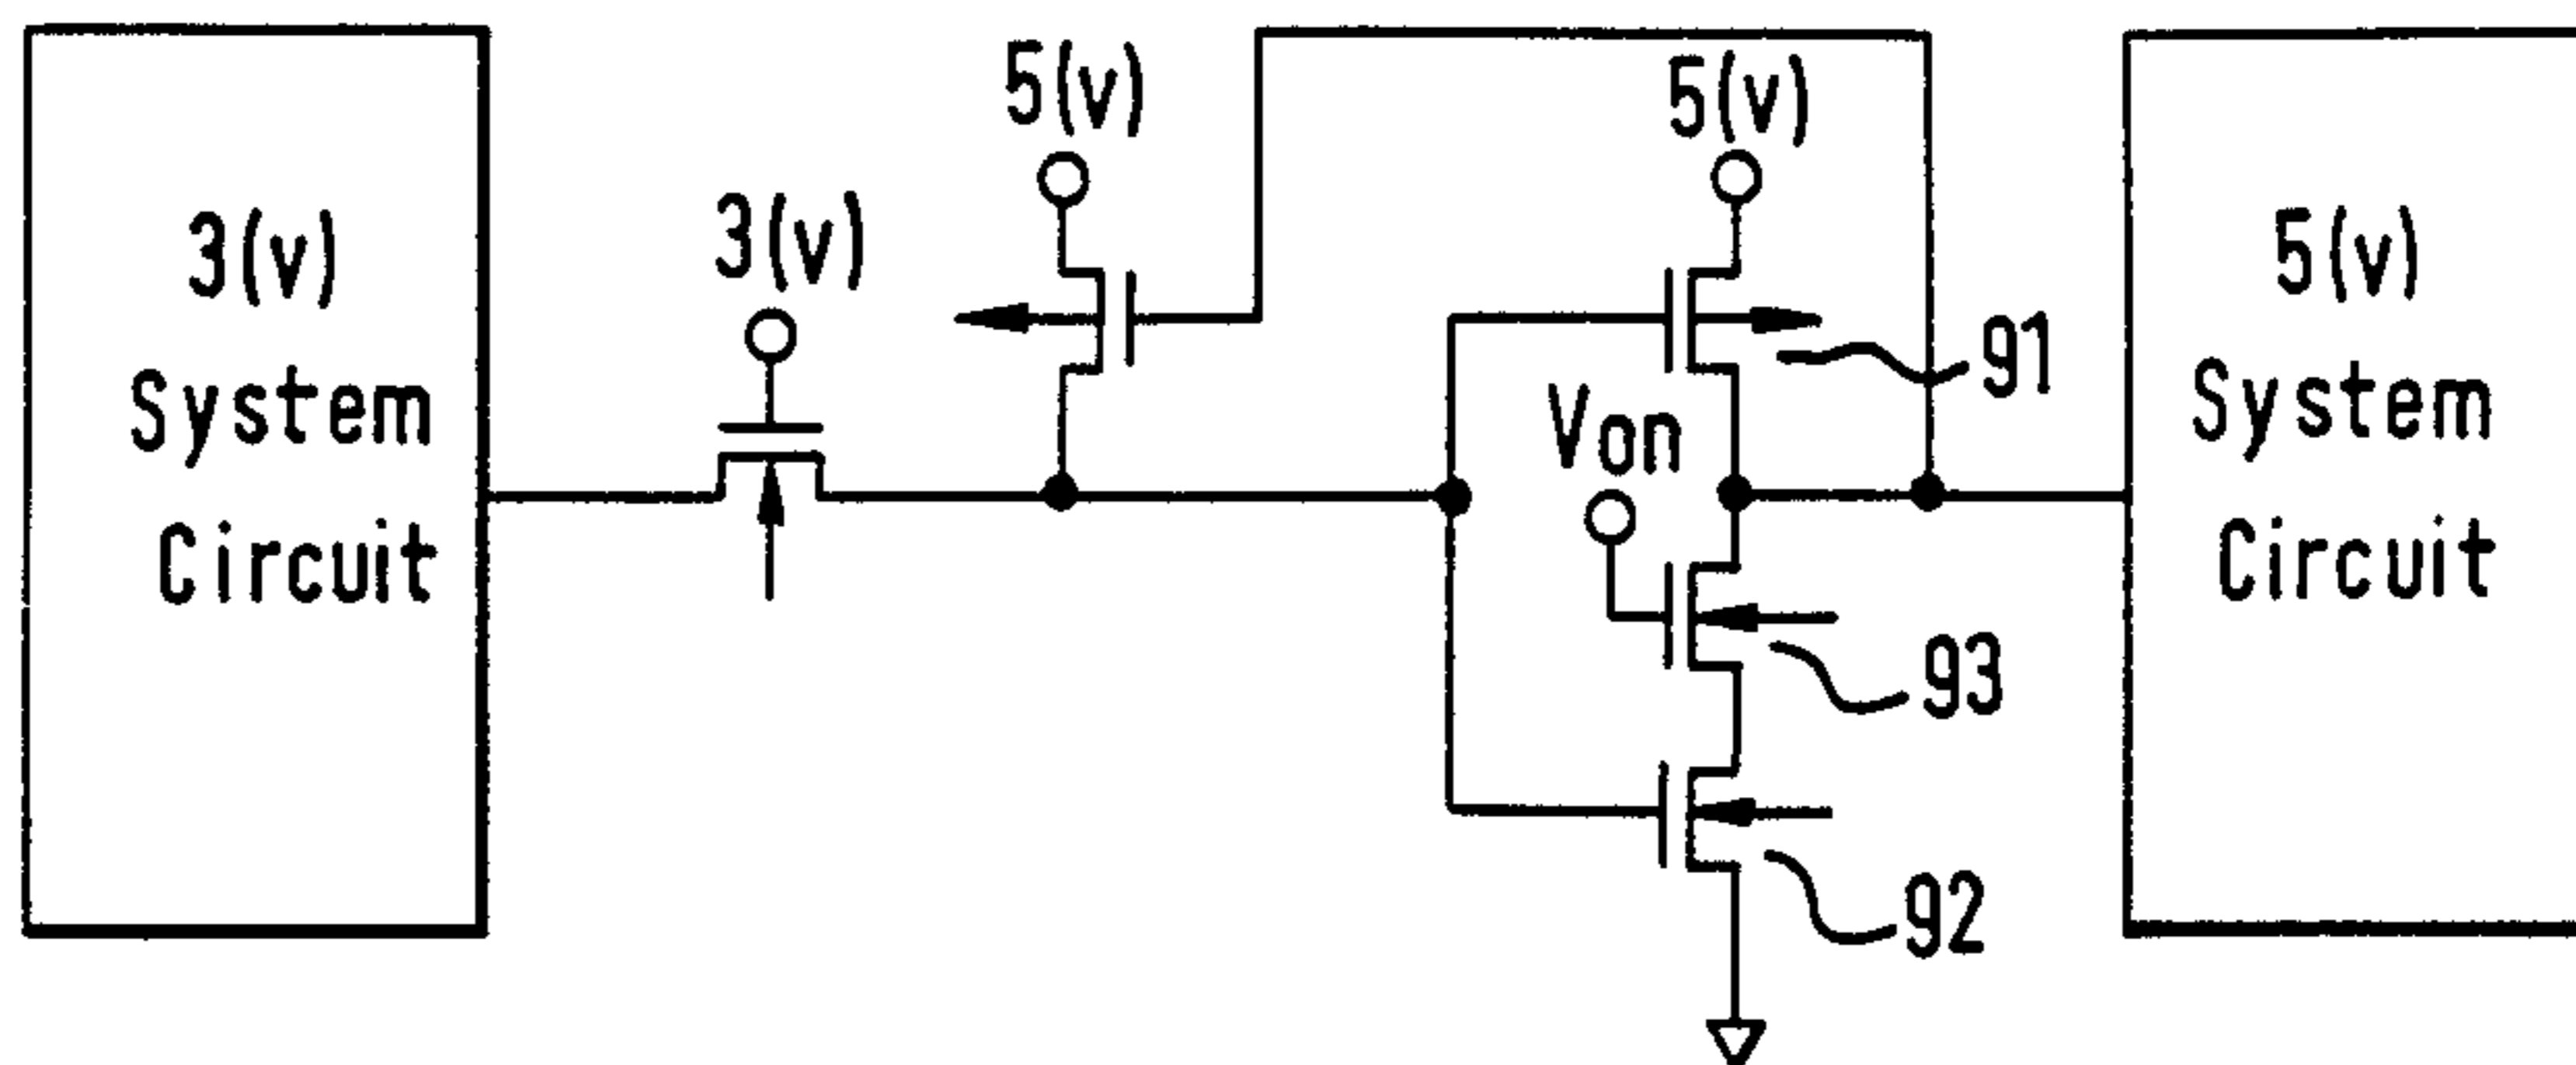 3(v)
System
Circuit
3(v)
5(v)
5(v)
91
Von
93
92
5(v)
System
Circuit